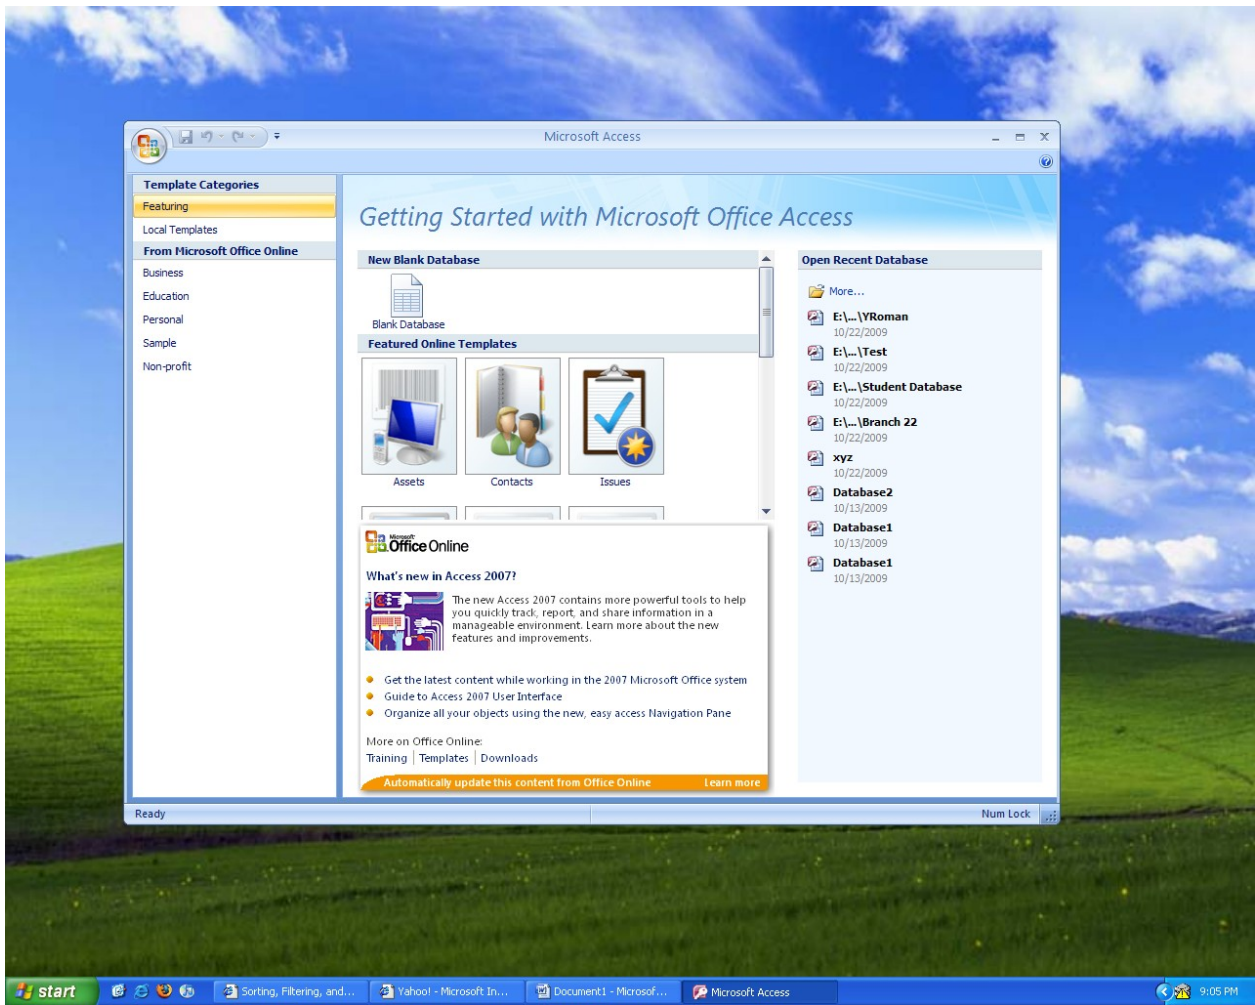 Microsoft Access
Template Categories
Featuring
Local Templates
From Microsoft Office Online
Business
Education
Personal
Sample
Non-profit
Getting Started with Microsoft Office Access
New Blank Database
Blank Database
Featured Online Templates
Assets
Contacts
Issues
Microsoft
Office Online
What's new in Access 2007?
The new Access 2007 contains more powerful tools to help
you quickly track, report, and share information in a
manageable environment. Learn more about the new
features and improvements.
Get the latest content while working in the 2007 Microsoft Office system
Guide to Access 2007 User Interface
Organize all your objects using the new, easy access Navigation Pane
More on Office Online:
Training | Templates | Downloads
Automatically update this content from Office Online Learn more
Open Recent Database
More...
E:\...\YRoman
10/22/2009
E:\...\Test
10/22/2009
E:\...\Student Database
10/22/2009
E:\...\Branch 22
10/22/2009
xyz
10/22/2009
Database2
10/13/2009
Database1
10/13/2009
Database1
10/13/2009
Ready
Num Lock
start
Sorting, Filtering, and...
Yahoo! - Microsoft In...
Document1 - Microsof...
Microsoft Access
9:05 PM